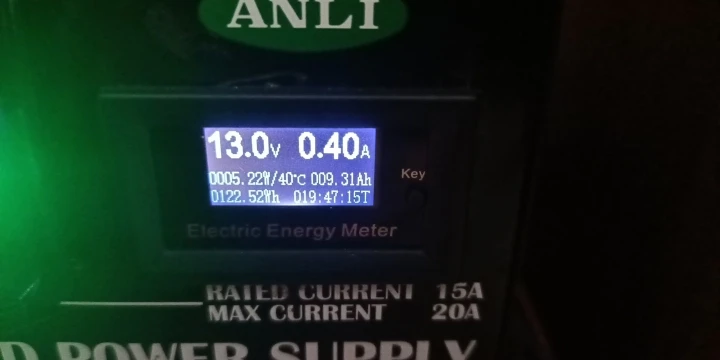 ANLI
13.0V 0.40A
0005.22W/40℃ 009.31Ah
0122.52Wh 019:47:15T
Key
Electric Energy Meter
RATED CURRENT 15A
MAX CURRENT 20A
D POWER SUPPLY